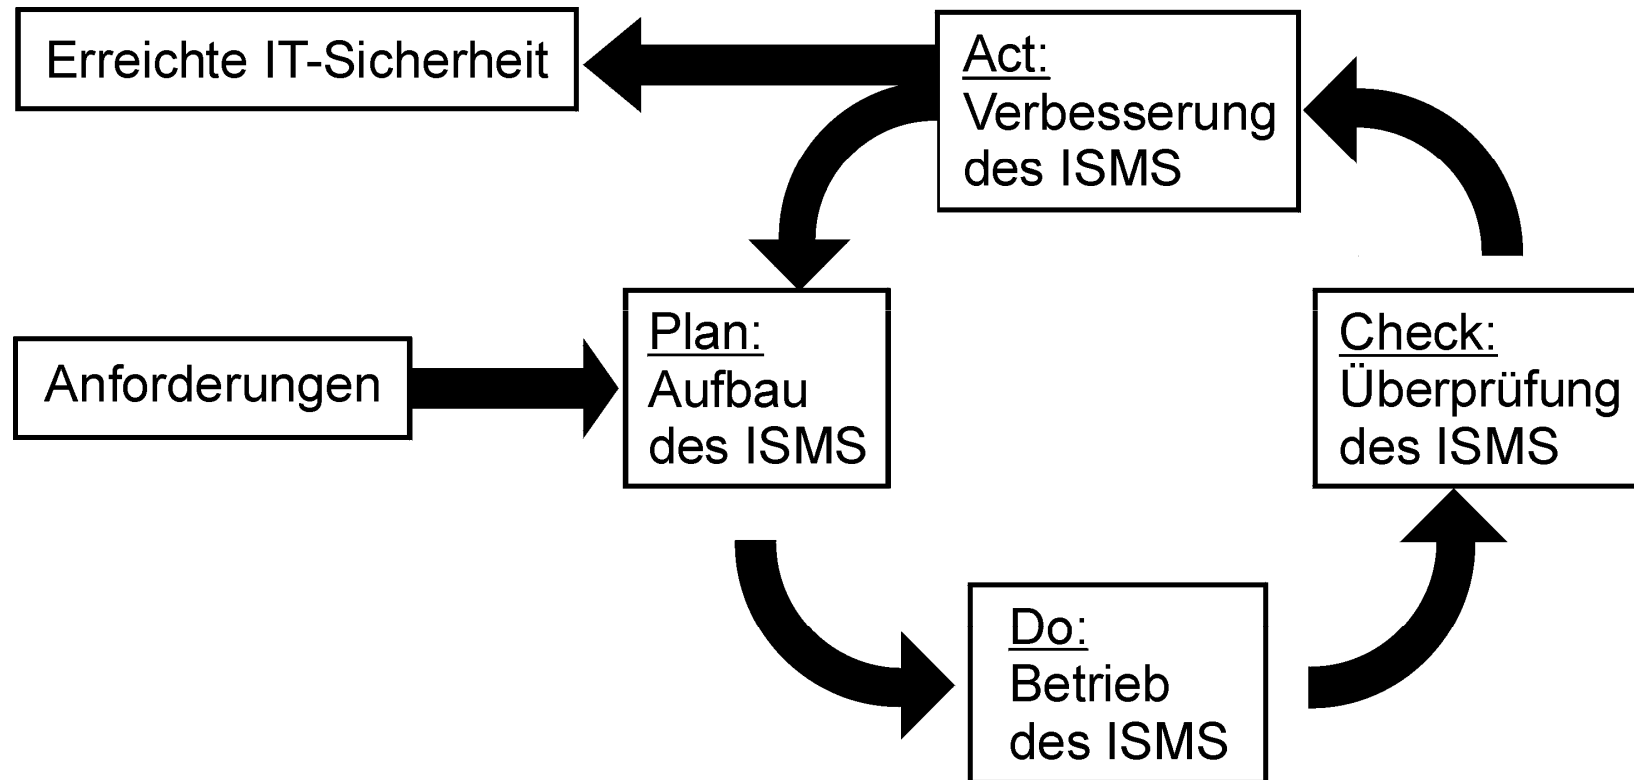 Erreichte IT-Sicherheit
Act:
Verbesserung
des ISMS
Anforderungen
Plan:
Aufbau
des ISMS
Check:
Überprüfung
des ISMS
Do:
Betrieb
des ISMS